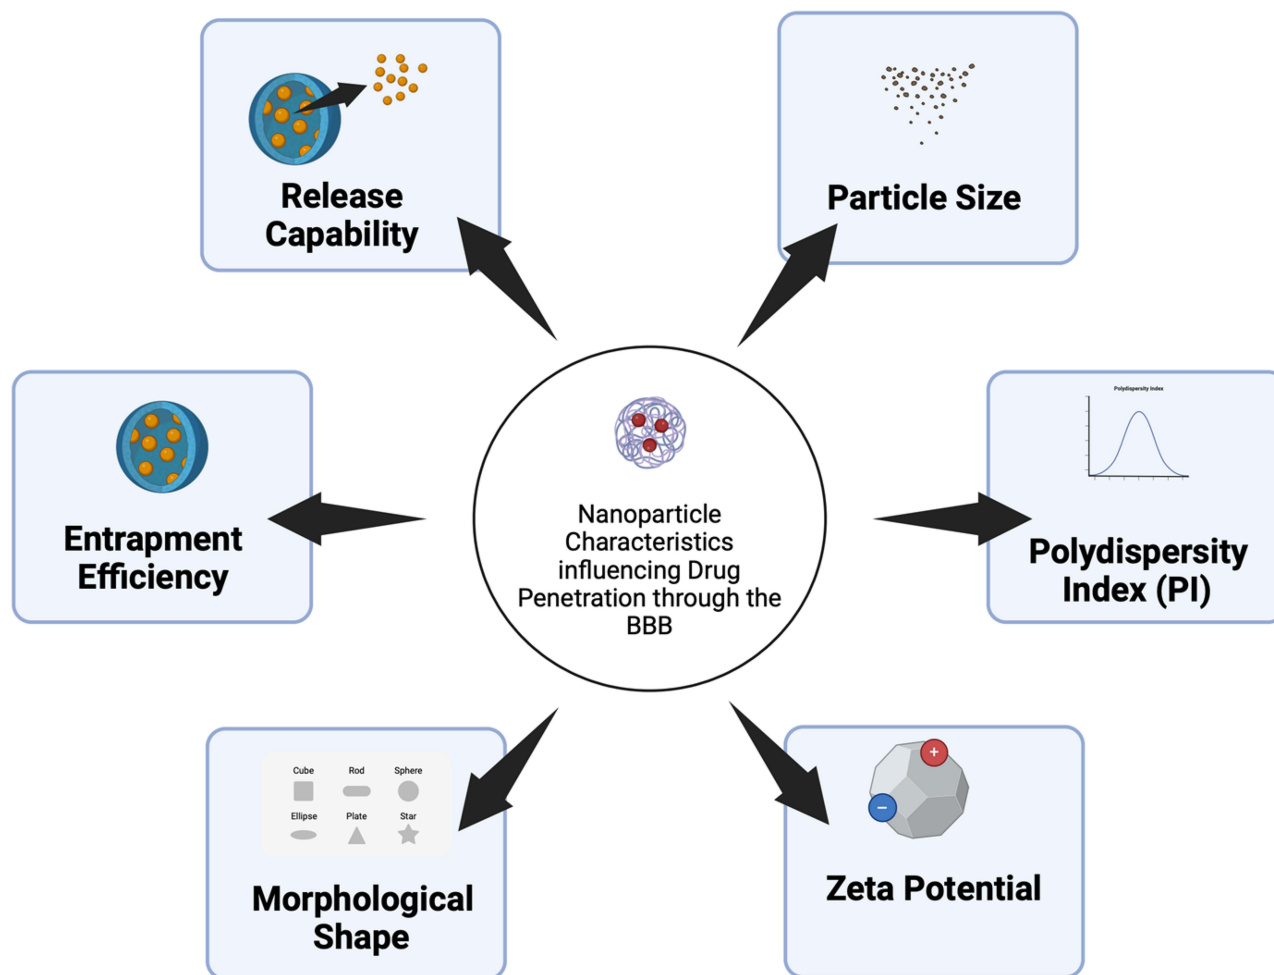 Release
Capability
Particle Size
Entrapment
Efficiency
Nanoparticle
Characteristics
influencing Drug
Penetration through the
BBB
Polydispersity Index
Polydispersity
Index (PI)
Cube Rod Sphere
Ellipse Plate Star
Morphological
Shape
+
−
Zeta Potential